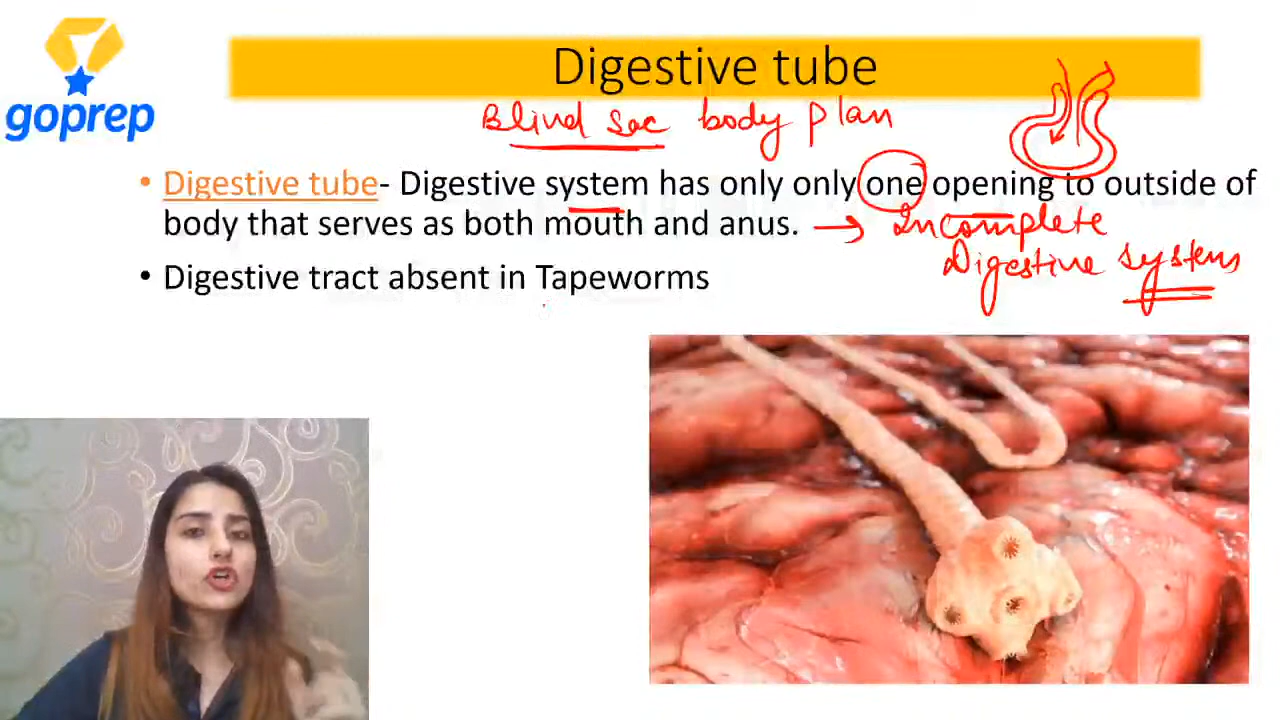 goprep
Digestive tube
Blind sac body plan
• Digestive tube- Digestive system has only only one opening to outside of
body that serves as both mouth and anus. → Incomplete
Digestive system
• Digestive tract absent in Tapeworms